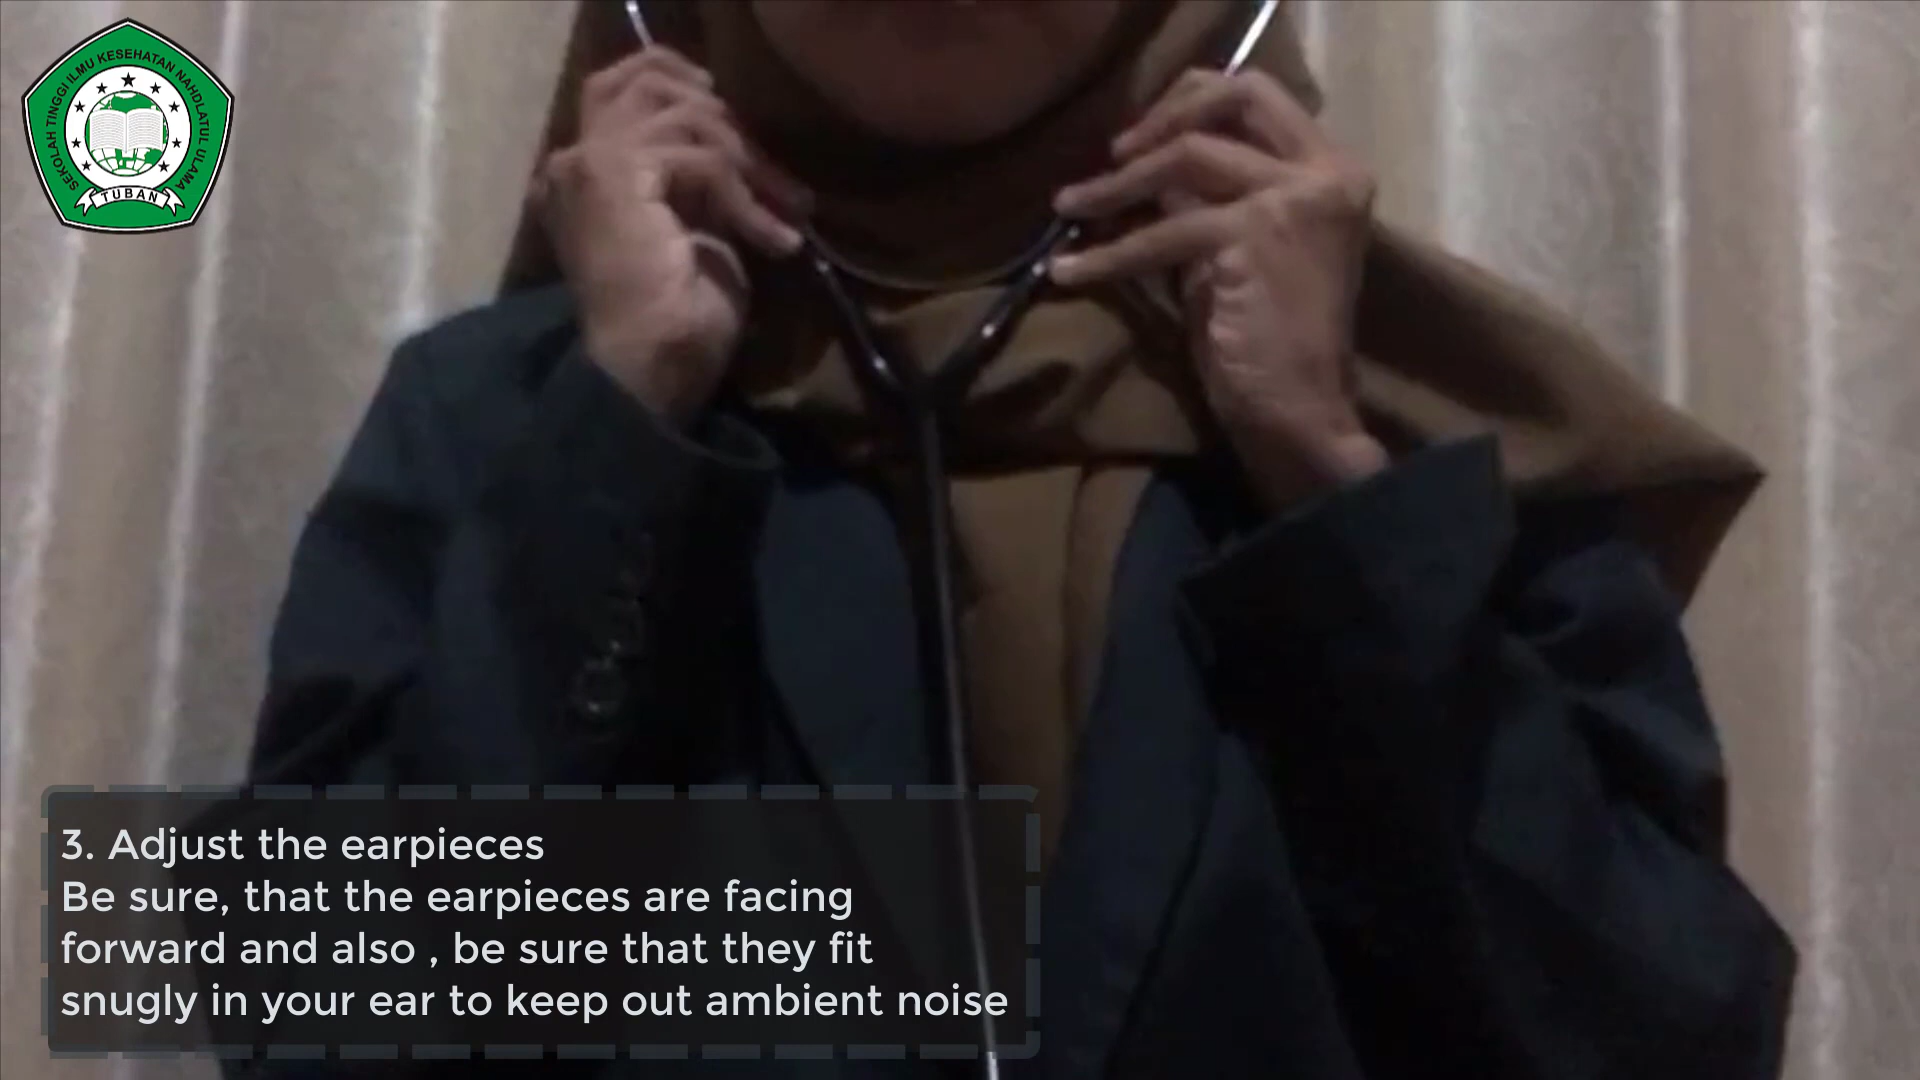 SEKOLAH TINGGI ILMU KESEHATAN NAHDLATUL ULAMA
TUBAN
3. Adjust the earpieces
Be sure, that the earpieces are facing
forward and also , be sure that they fit
snugly in your ear to keep out ambient noise